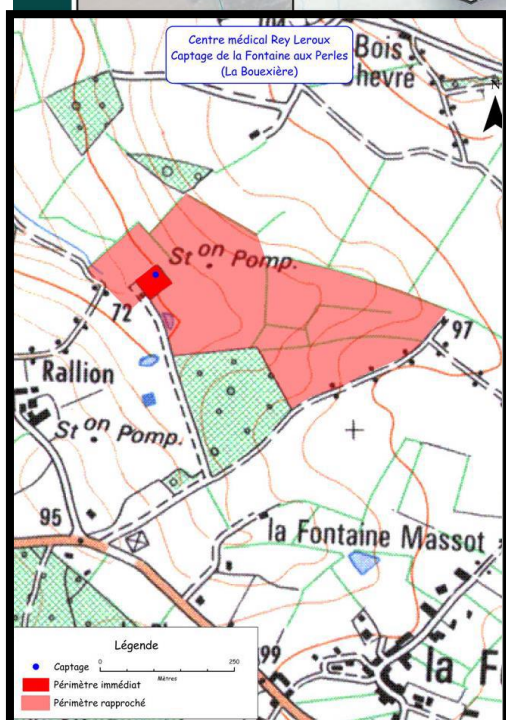 Centre médical Rey Leroux
Captage de la Fontaine aux Perles
(La Bouexière)
Bois
Chevré
N
St on Pomp.
72
97
Rallion
St on Pomp.
95
la Fontaine Massot
99
la F
Légende
Captage
0 250
Mètres
Périmètre immédiat
Périmètre rapproché